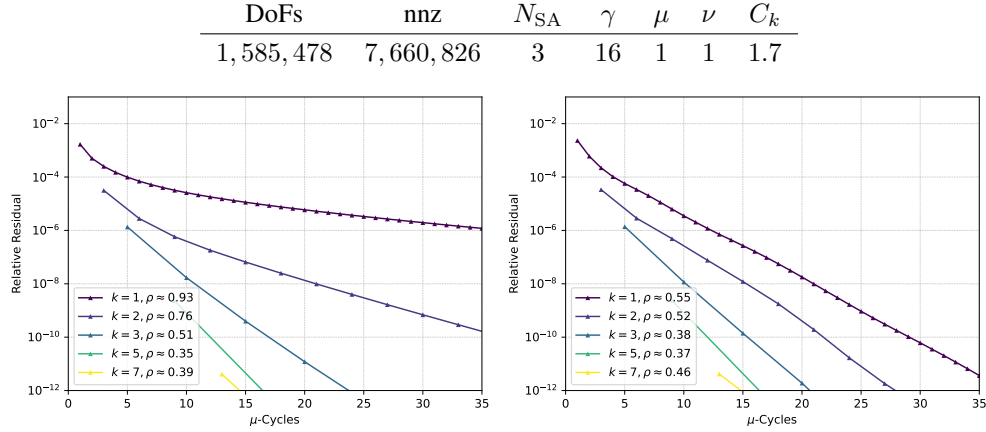 DoFs nnz N_SA γ μ ν C_k
1,585,478 7,660,826 3 16 1 1 1.7
10⁻²
10⁻⁴
10⁻⁶
10⁻⁸
10⁻¹⁰
10⁻¹²
Relative Residual
k = 1, ρ ≈ 0.93
k = 2, ρ ≈ 0.76
k = 3, ρ ≈ 0.51
k = 5, ρ ≈ 0.35
k = 7, ρ ≈ 0.39
0 5 10 15 20 25 30 35
μ-Cycles
10⁻²
10⁻⁴
10⁻⁶
10⁻⁸
10⁻¹⁰
10⁻¹²
Relative Residual
k = 1, ρ ≈ 0.55
k = 2, ρ ≈ 0.52
k = 3, ρ ≈ 0.38
k = 5, ρ ≈ 0.37
k = 7, ρ ≈ 0.46
0 5 10 15 20 25 30 35
μ-Cycles